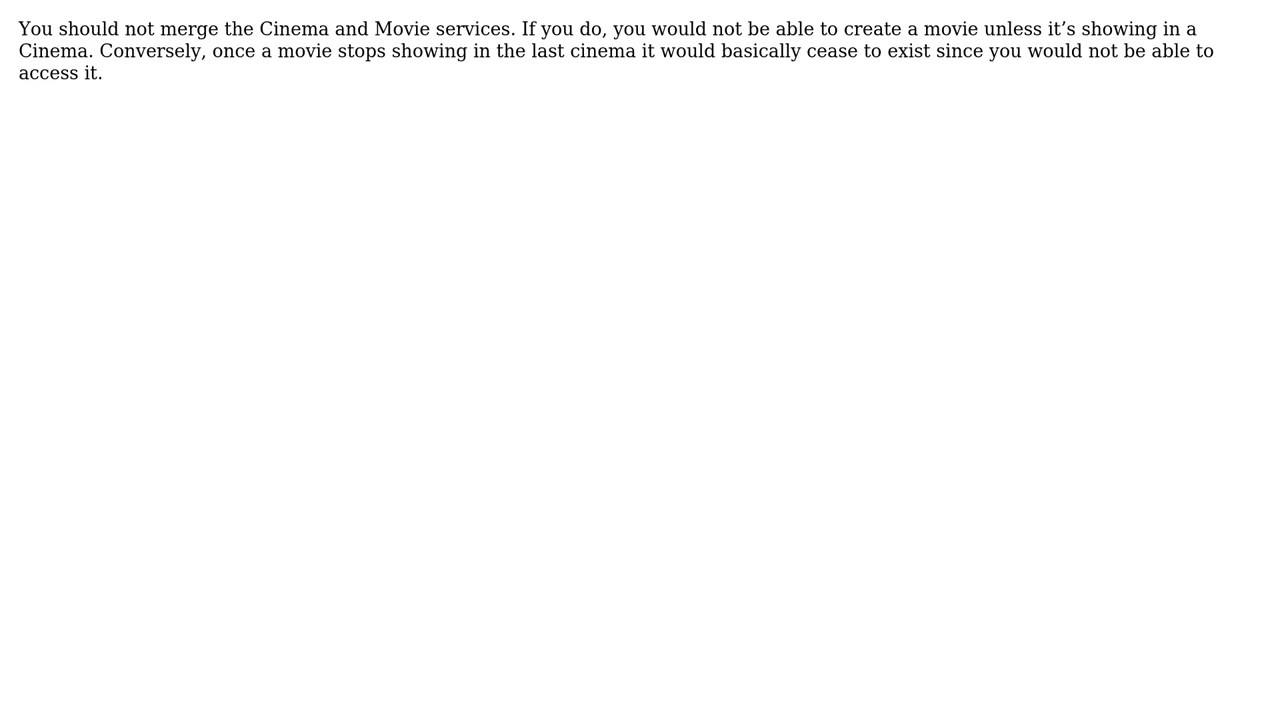 You should not merge the Cinema and Movie services. If you do, you would not be able to create a movie unless it’s showing in a
Cinema. Conversely, once a movie stops showing in the last cinema it would basically cease to exist since you would not be able to
access it.